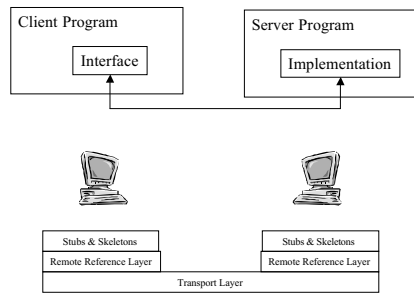 Client Program
Server Program
Interface
Implementation
Stubs & Skeletons
Stubs & Skeletons
Remote Reference Layer
Remote Reference Layer
Transport Layer